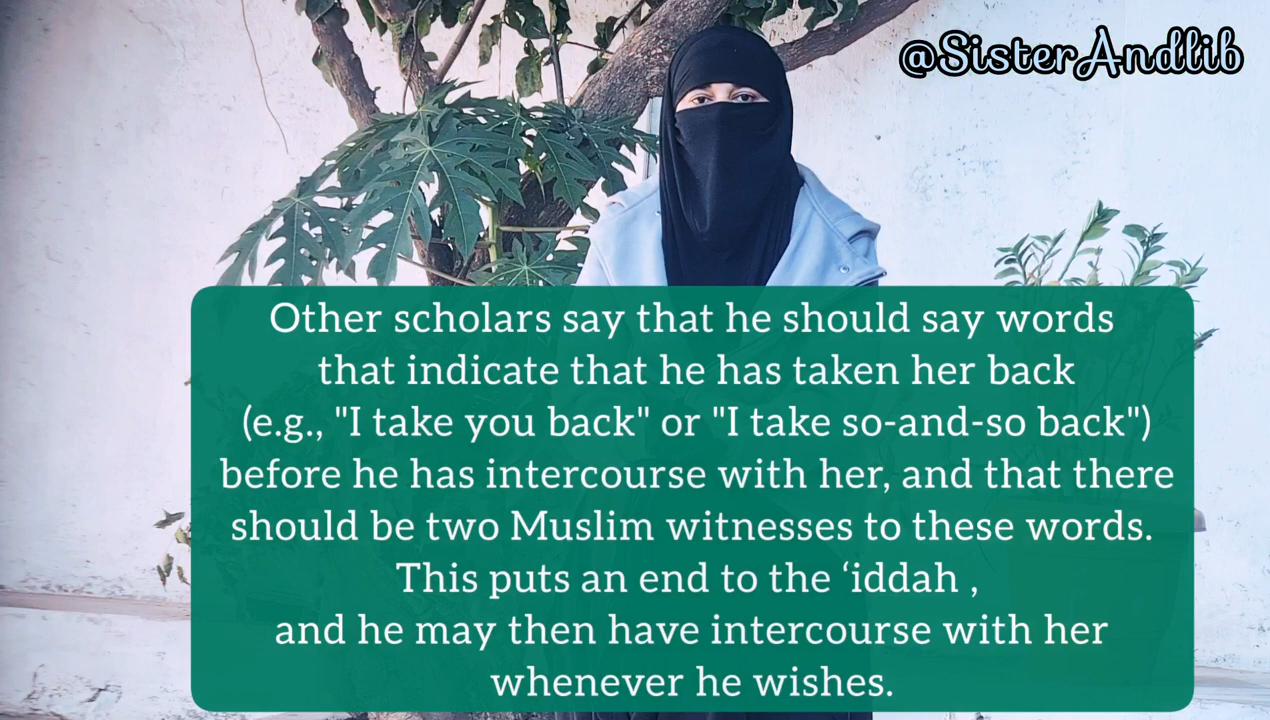 @SisterAndlib
Other scholars say that he should say words
that indicate that he has taken her back
(e.g., "I take you back" or "I take so-and-so back")
before he has intercourse with her, and that there
should be two Muslim witnesses to these words.
This puts an end to the ‘iddah ,
and he may then have intercourse with her
whenever he wishes.